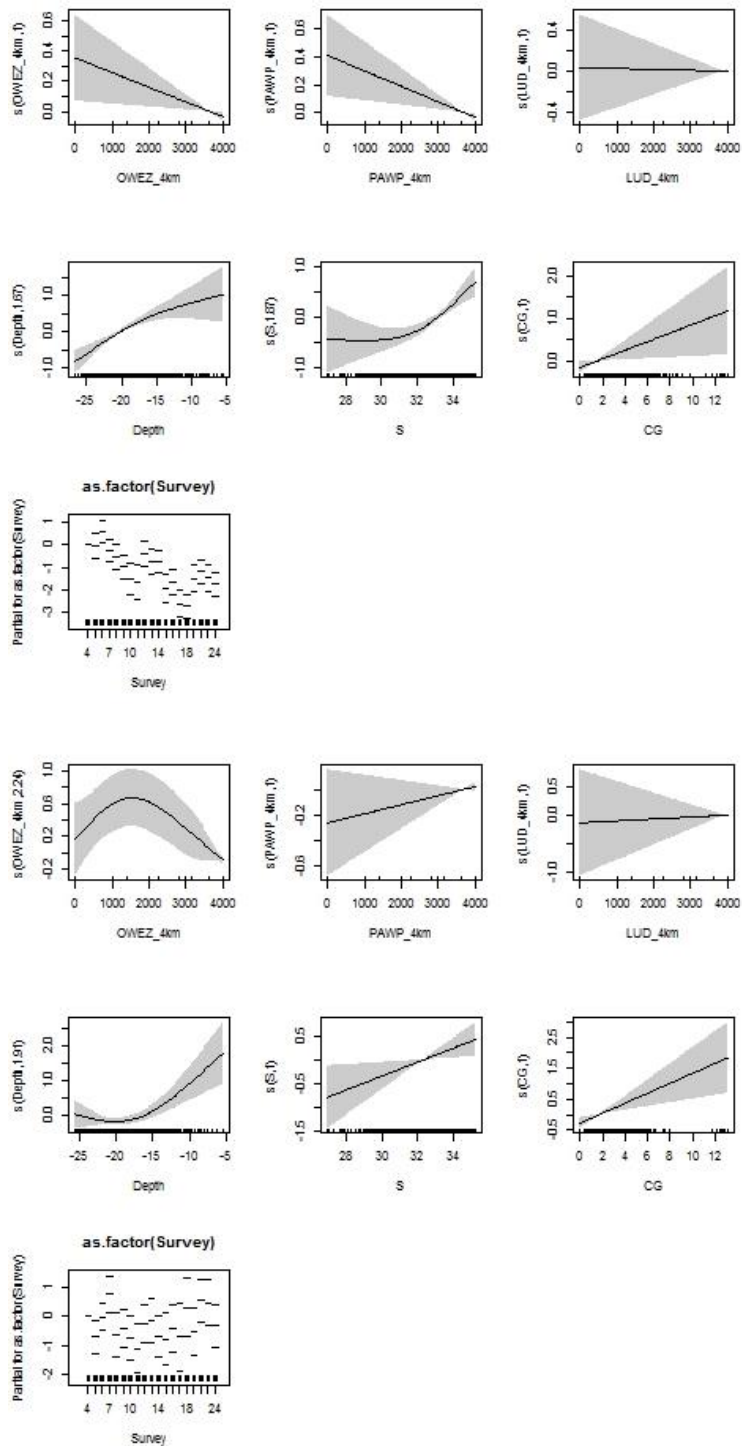 s(OWEZ_4km,1)
0.0 0.2 0.4 0.6
0 1000 2000 3000 4000
OWEZ_4km
s(PAWP_4km,1)
0.0 0.2 0.4 0.6
0 1000 2000 3000 4000
PAWP_4km
s(LUD_4km,1)
-0.4 0.0 0.4
0 1000 2000 3000 4000
LUD_4km
s(Depth,1.67)
-1.0 0.0 1.0
-25 -20 -15 -10 -5
Depth
s(S,1.87)
-1.0 0.0 1.0
28 30 32 34
S
s(CG,1)
0.0 1.0 2.0
0 2 4 6 8 12
CG
as.factor(Survey)
Partial for as.factor(Survey)
-3 -2 -1 0 1
4 7 10 14 24
Survey
s(OWEZ_4km,2.24)
-0.2 0.2 0.6 1.0
0 1000 2000 3000 4000
OWEZ_4km
s(PAWP_4km,1)
-0.6 -0.2
0 1000 2000 3000 4000
PAWP_4km
s(LUD_4km,1)
-1.0 0.0 0.5
0 1000 2000 3000 4000
LUD_4km
s(Depth,1.91)
0.0 1.0 2.0
-25 -20 -15 -10 -5
Depth
s(S,1)
-1.5 -0.5 0.5
28 30 32 34
S
s(CG,1)
-0.5 0.5 1.5 2.5
0 2 4 6 8 12
CG
as.factor(Survey)
Partial for as.factor(Survey)
-2 -1 0 1
4 7 10 14 24
Survey